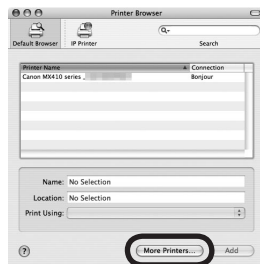 Printer Browser
Default Browser IP Printer Search
Printer Name Connection
Canon MX410 series Bonjour
Name: No Selection
Location: No Selection
Print Using:
? More Printers... Add